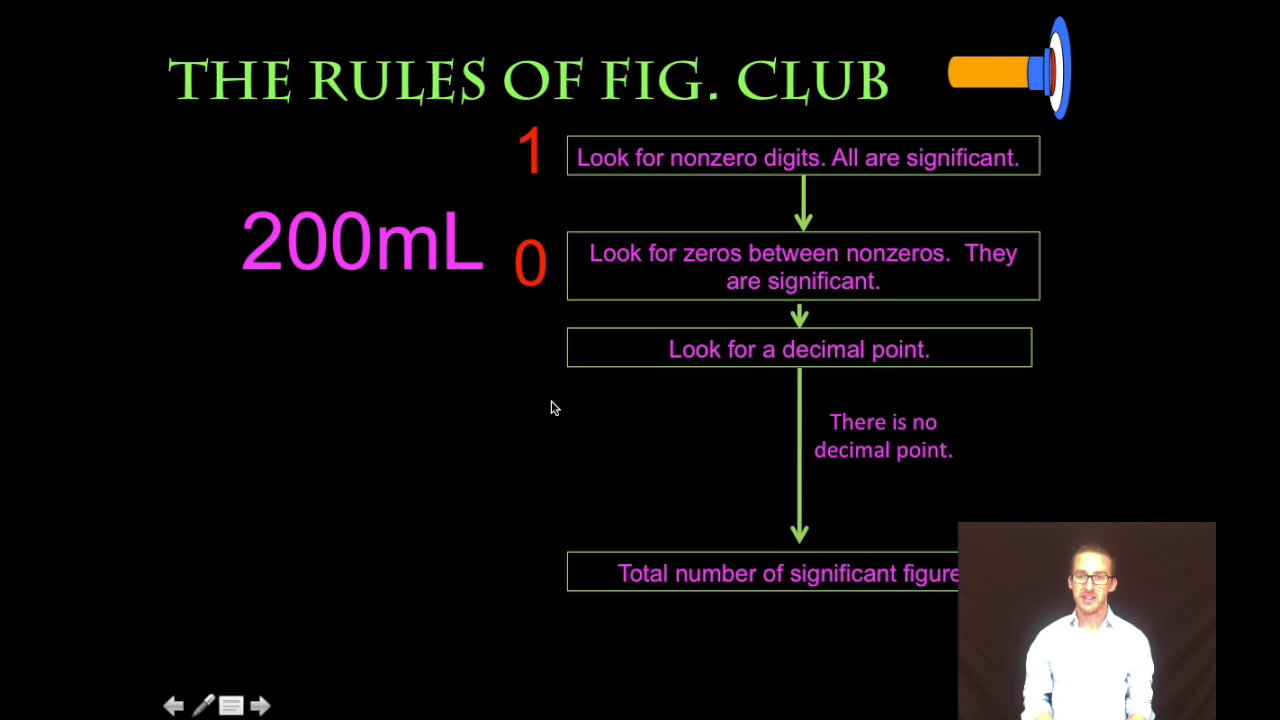 THE RULES OF FIG. CLUB
1
Look for nonzero digits. All are significant.
200mL
0
Look for zeros between nonzeros.  They
are significant.
Look for a decimal point.
There is no
decimal point.
Total number of significant figure